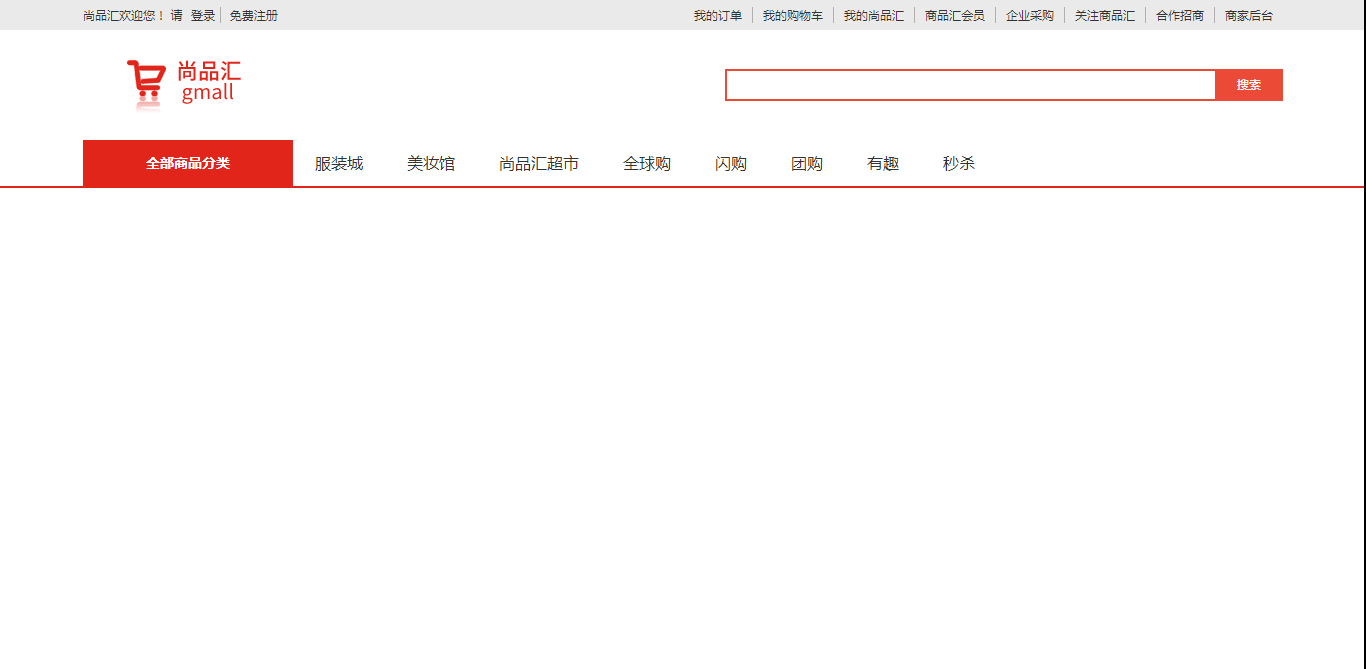 尚品汇欢迎您！ 请 登录 免费注册 我的订单 我的购物车 我的尚品汇 商品汇会员 企业采购 关注商品汇 合作招商 商家后台
尚品汇
gmall
搜索
全部商品分类 服装城 美妆馆 尚品汇超市 全球购 闪购 团购 有趣 秒杀